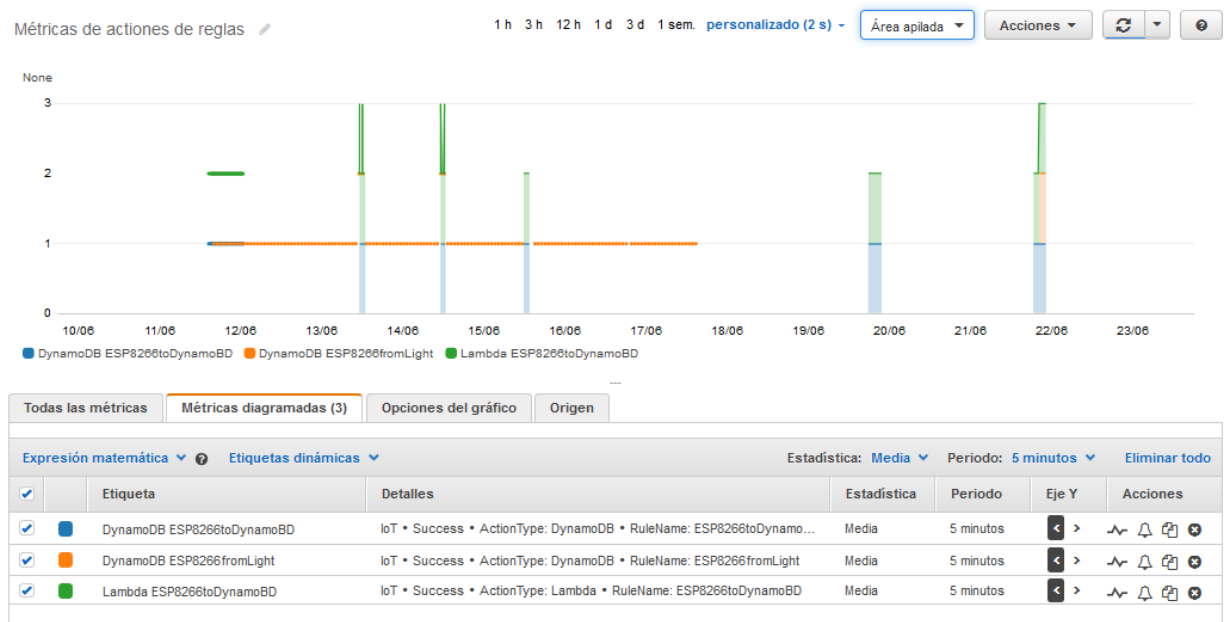 Métricas de actiones de reglas 1 h 3 h 12 h 1 d 3 d 1 sem. personalizado (2 s) Área apilada Acciones
None
3
2
1
0
10/06 11/06 12/06 13/06 14/06 15/06 16/06 17/06 18/06 19/06 20/06 21/06 22/06 23/06
DynamoDB ESP8266toDynamoBD DynamoDB ESP8266fromLight Lambda ESP8266toDynamoBD
Todas las métricas Métricas diagramadas (3) Opciones del gráfico Origen
Expresión matemática Etiquetas dinámicas Estadística: Media Periodo: 5 minutos Eliminar todo
Etiqueta Detalles Estadística Periodo Eje Y Acciones
DynamoDB ESP8266toDynamoBD IoT • Success • ActionType: DynamoDB • RuleName: ESP8266toDynamo... Media 5 minutos < >
DynamoDB ESP8266fromLight IoT • Success • ActionType: DynamoDB • RuleName: ESP8266fromLight Media 5 minutos < >
Lambda ESP8266toDynamoBD IoT • Success • ActionType: Lambda • RuleName: ESP8266toDynamoBD Media 5 minutos < >